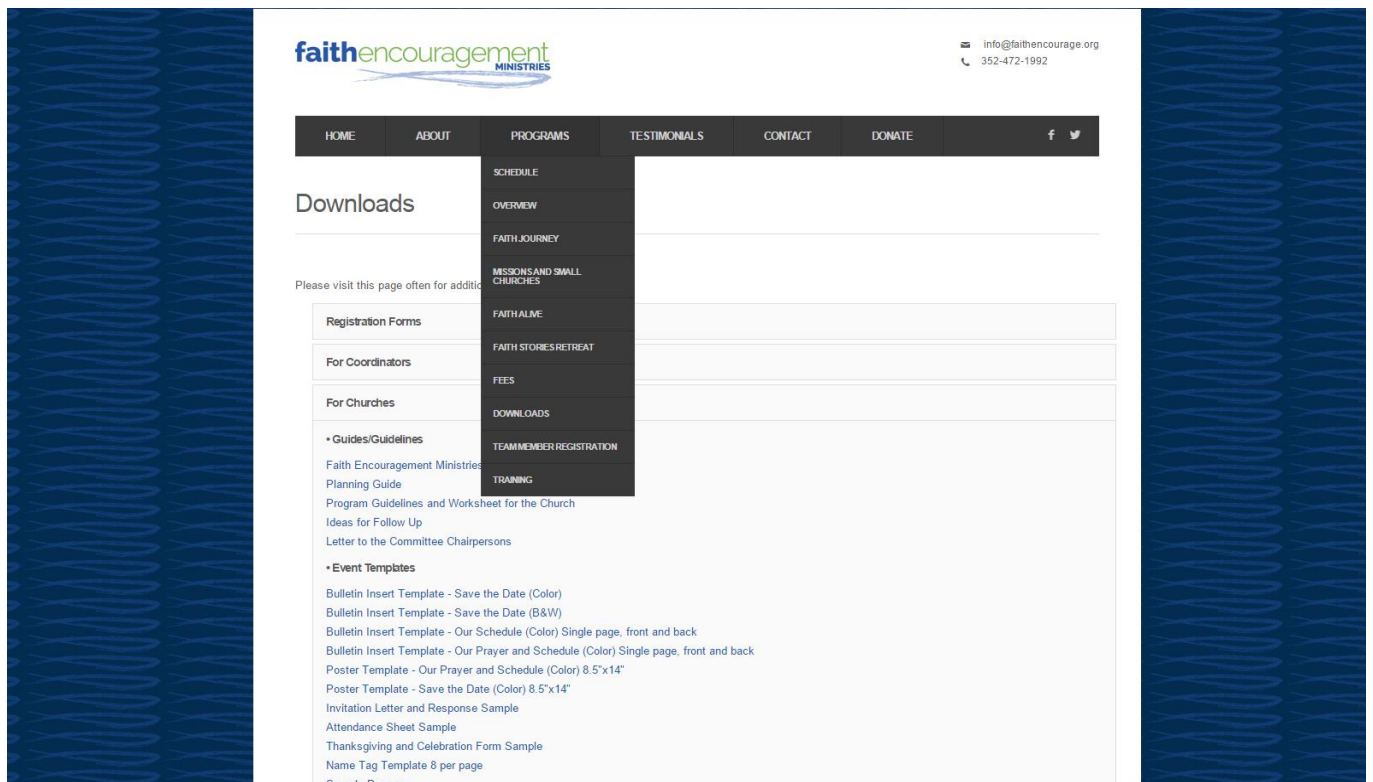 faithencouragement
MINISTRIES
info@faithencourage.org
352-472-1992
HOME ABOUT PROGRAMS TESTIMONIALS CONTACT DONATE
SCHEDULE
OVERVIEW
FAITH JOURNEY
MISSIONS AND SMALL
CHURCHES
FAITH ALIVE
FAITH STORIES RETREAT
FEES
DOWNLOADS
TEAM MEMBER REGISTRATION
TRAINING
Downloads
Please visit this page often for
Registration Forms
For Coordinators
For Churches
• Guides/Guidelines
Faith Encouragement Ministries
Planning Guide
Program Guidelines and Worksheet for the Church
Ideas for Follow Up
Letter to the Committee Chairpersons
• Event Templates
Bulletin Insert Template - Save the Date (Color)
Bulletin Insert Template - Save the Date (B&W)
Bulletin Insert Template - Our Schedule (Color) Single page, front and back
Bulletin Insert Template - Our Prayer and Schedule (Color) Single page, front and back
Poster Template - Our Prayer and Schedule (Color) 8.5"x14"
Poster Template - Save the Date (Color) 8.5"x14"
Invitation Letter and Response Sample
Attendance Sheet Sample
Thanksgiving and Celebration Form Sample
Name Tag Template 8 per page